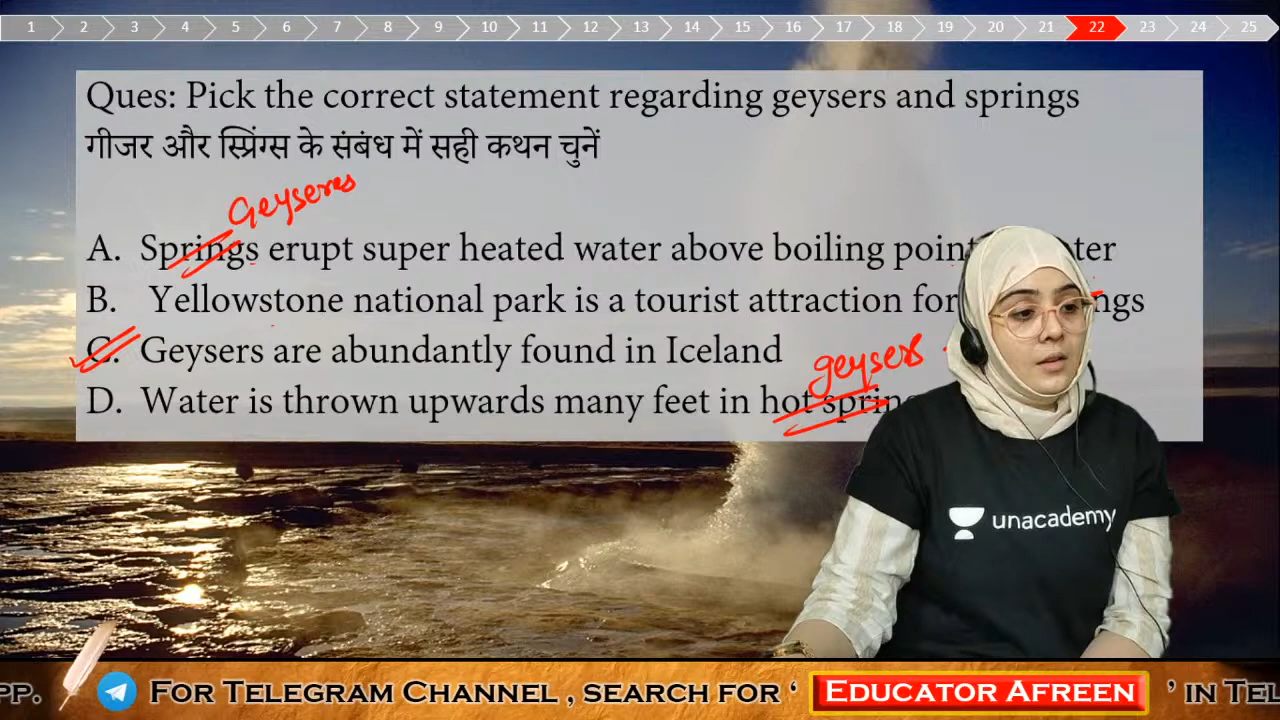 1 2 3 4 5 6 7 8 9 10 11 12 13 14 15 16 17 18 19 20 21 22 23 24 25
Ques: Pick the correct statement regarding geysers and springs
गीजर और स्प्रिंग्स के संबंध में सही कथन चुनें
Geyseres
A. Springs erupt super heated water above boiling
B. Yellowstone national park is a tourist attraction for
C. Geysers are abundantly found in Iceland
geyser
D. Water is thrown upwards many feet in hot
unacademy
PP. FOR TELEGRAM CHANNEL , SEARCH FOR ‘ EDUCATOR AFREEN ’ IN TEL